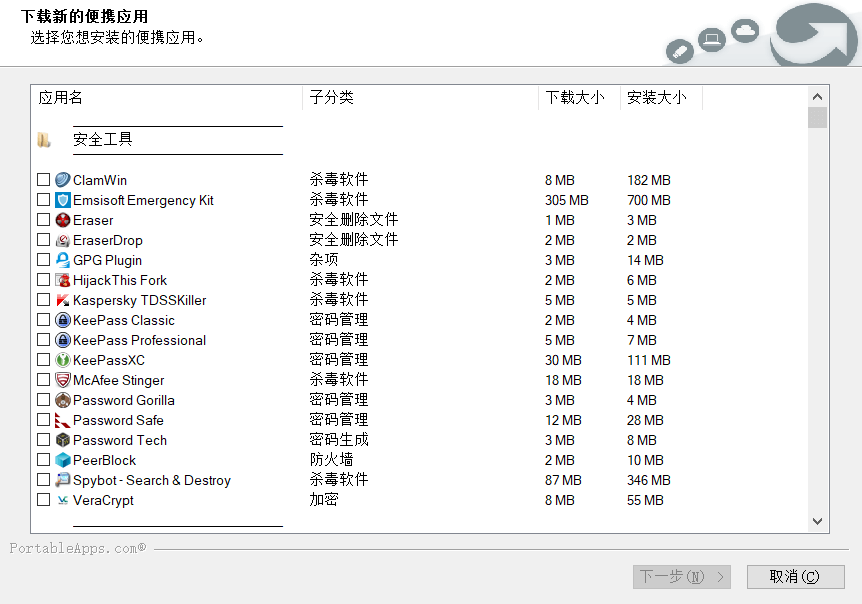 下载新的便携应用
选择您想安装的便携应用。
应用名 子分类 下载大小 安装大小
安全工具
ClamWin 杀毒软件 8 MB 182 MB
Emsisoft Emergency Kit 杀毒软件 305 MB 700 MB
Eraser 安全删除文件 1 MB 3 MB
EraserDrop 安全删除文件 2 MB 2 MB
GPG Plugin 杂项 3 MB 14 MB
HijackThis Fork 杀毒软件 2 MB 6 MB
Kaspersky TDSSKiller 杀毒软件 5 MB 5 MB
KeePass Classic 密码管理 2 MB 4 MB
KeePass Professional 密码管理 5 MB 7 MB
KeePassXC 密码管理 30 MB 111 MB
McAfee Stinger 杀毒软件 18 MB 18 MB
Password Gorilla 密码管理 3 MB 4 MB
Password Safe 密码管理 12 MB 28 MB
Password Tech 密码生成 3 MB 8 MB
PeerBlock 防火墙 2 MB 10 MB
Spybot - Search & Destroy 杀毒软件 87 MB 346 MB
VeraCrypt 加密 8 MB 55 MB
PortableApps.com®
下一步(N) > 取消(C)